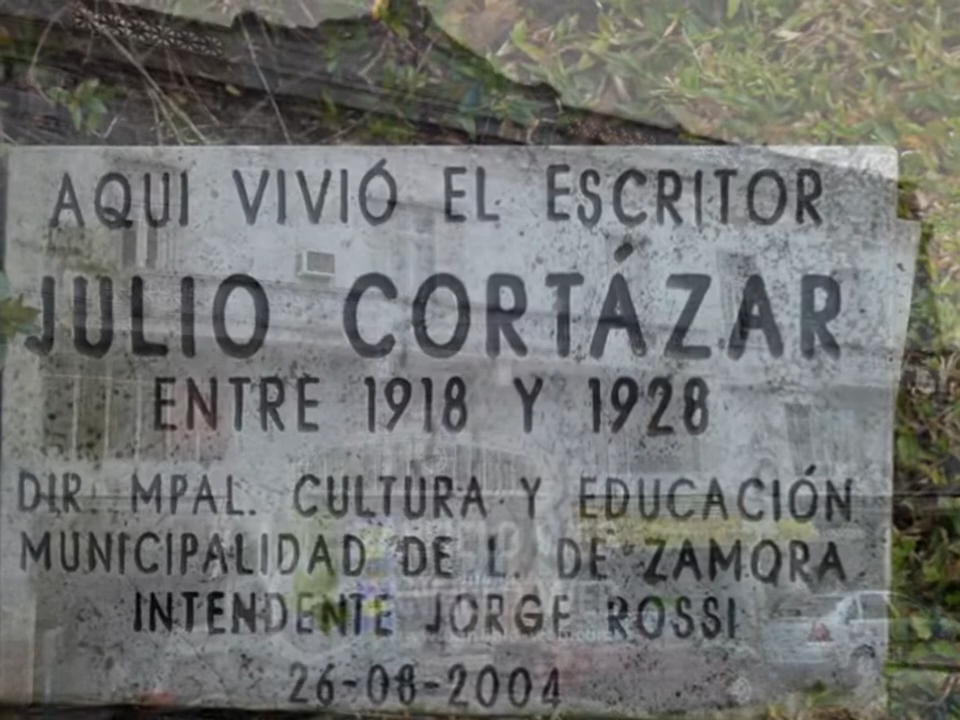 AQUI VIVIÓ EL ESCRITOR
JULIO CORTÁZAR
ENTRE 1918 Y 1928
DIR. MPAL. CULTURA Y EDUCACIÓN
MUNICIPALIDAD DE L. DE ZAMORA
INTENDENTE JORGE ROSSI
26-08-2004